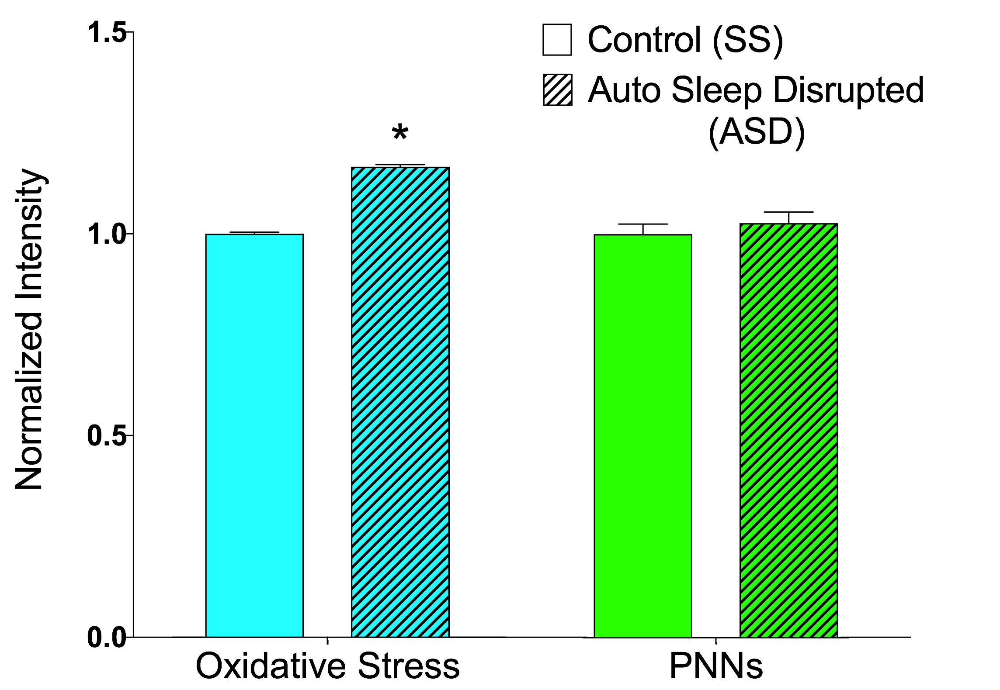 1.5
1.0
0.5
0.0
Normalized Intensity
Control (SS)
Auto Sleep Disrupted
(ASD)
*
Oxidative Stress
PNNs